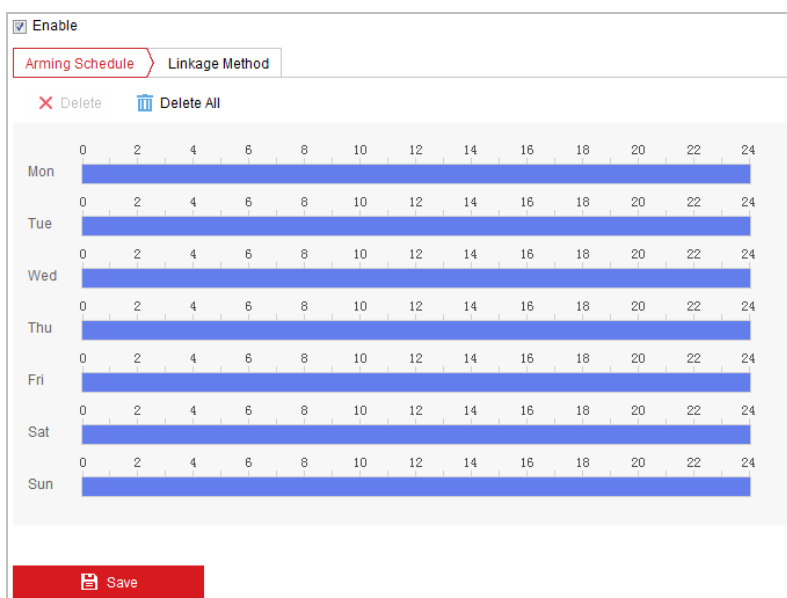 Enable
Arming Schedule Linkage Method
Delete Delete All
0 2 4 6 8 10 12 14 16 18 20 22 24
Mon
0 2 4 6 8 10 12 14 16 18 20 22 24
Tue
0 2 4 6 8 10 12 14 16 18 20 22 24
Wed
0 2 4 6 8 10 12 14 16 18 20 22 24
Thu
0 2 4 6 8 10 12 14 16 18 20 22 24
Fri
0 2 4 6 8 10 12 14 16 18 20 22 24
Sat
0 2 4 6 8 10 12 14 16 18 20 22 24
Sun
Save